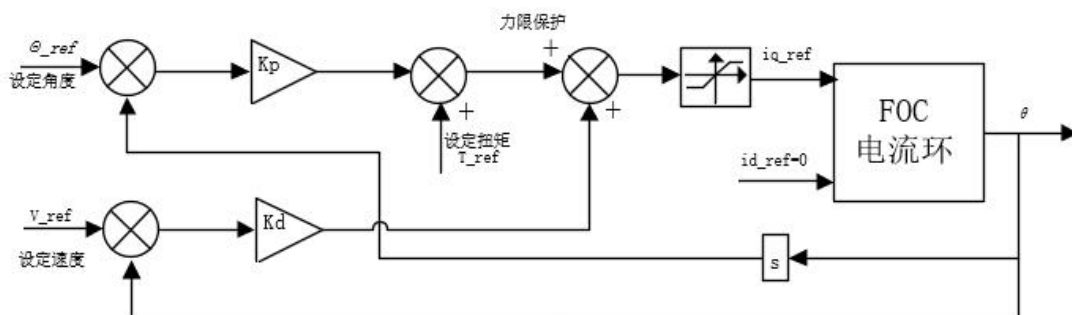 力限保护
Θ_ref
设定角度
Kp
+
+
iq_ref
+
+
FOC
电流环
θ
设定扭矩
T_ref
id_ref=0
V_ref
设定速度
Kd
s